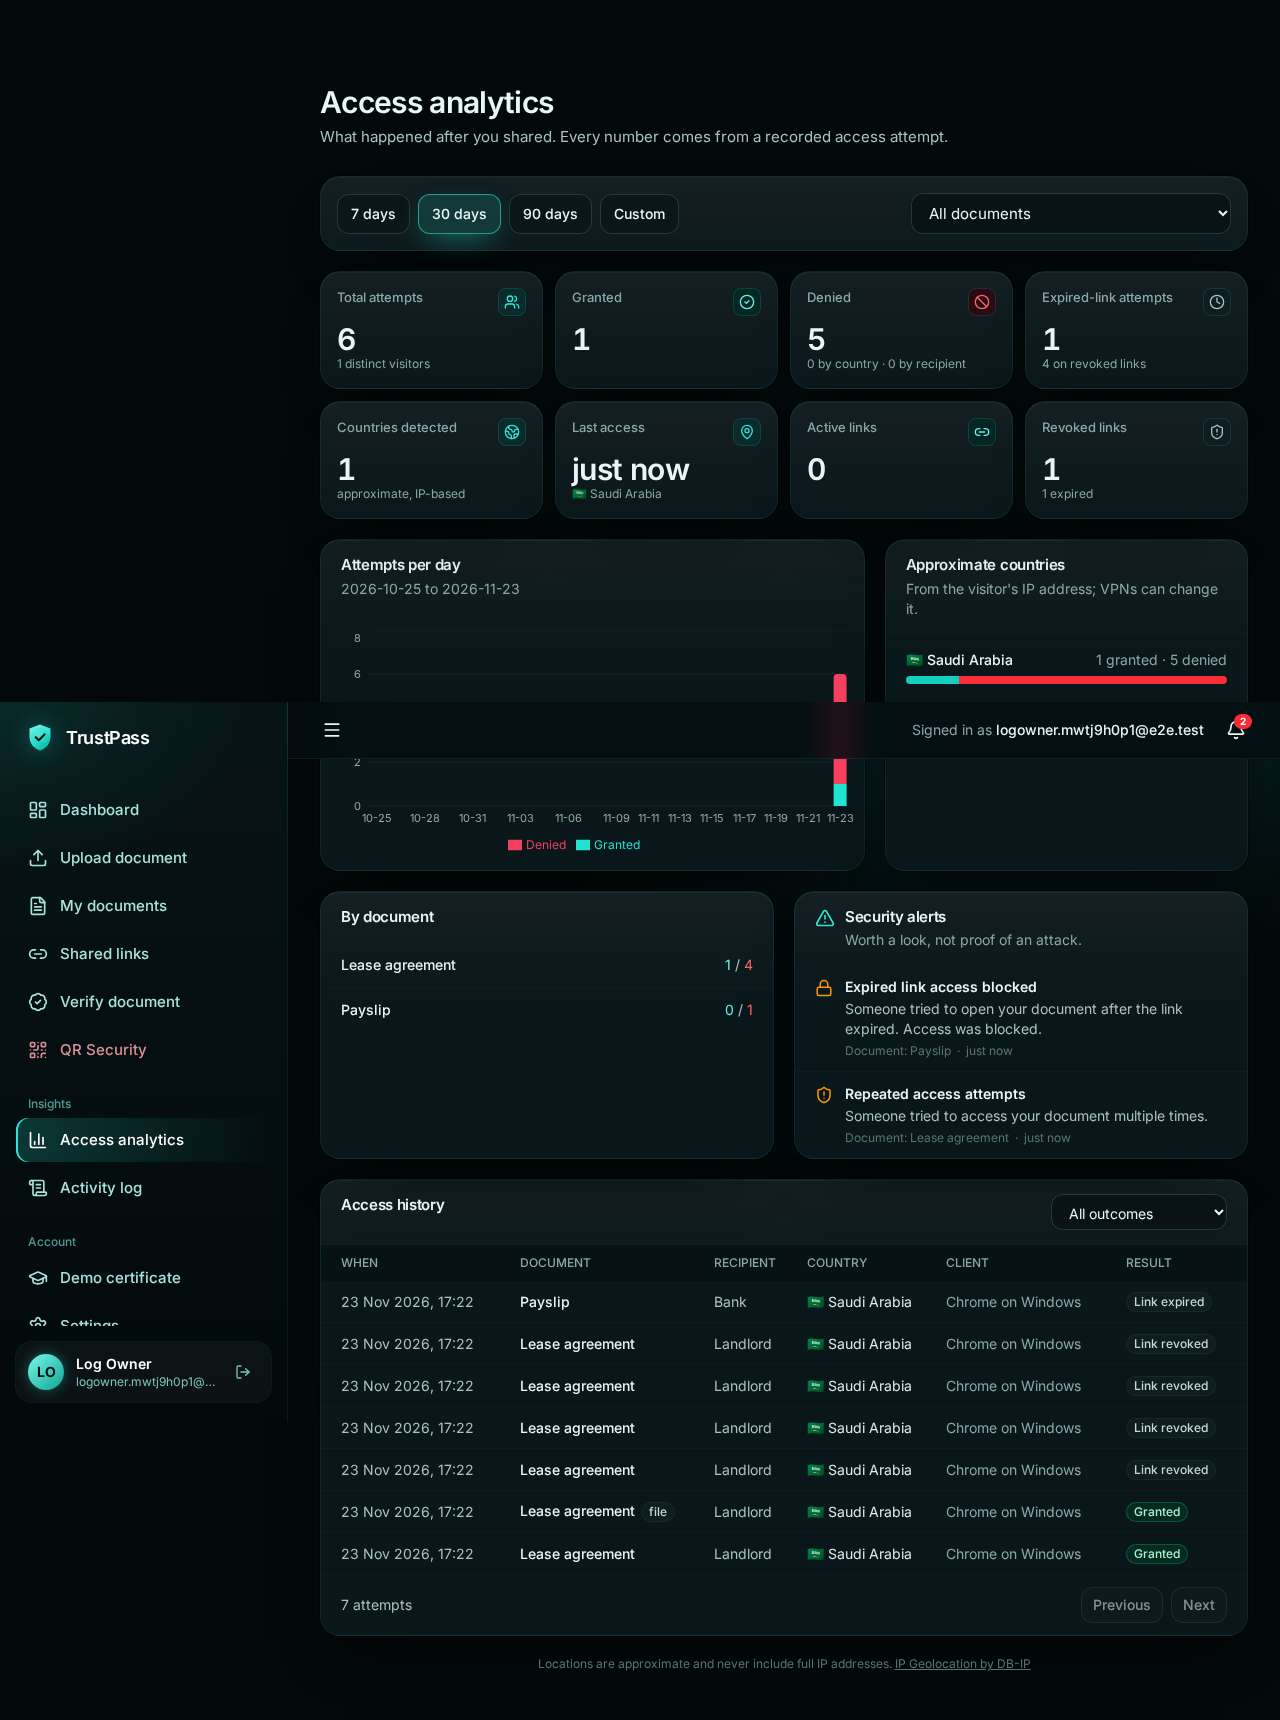 Access analytics
What happened after you shared. Every number comes from a recorded access attempt.
7 days 30 days 90 days Custom All documents
Total attempts
6
1 distinct visitors
Granted
1
Denied
5
0 by country · 0 by recipient
Expired-link attempts
1
4 on revoked links
Countries detected
1
approximate, IP-based
Last access
just now
Saudi Arabia
Active links
0
Revoked links
1
1 expired
Attempts per day
2026-10-25 to 2026-11-23
8
6
2
0
10-25 10-28 10-31 11-03 11-06 11-09 11-11 11-13 11-15 11-17 11-19 11-21 11-23
Denied Granted
Approximate countries
From the visitor's IP address; VPNs can change
it.
Saudi Arabia 1 granted · 5 denied
TrustPass
Signed in as logowner.mwtj9h0p1@e2e.test 2
Dashboard
Upload document
My documents
Shared links
Verify document
QR Security
Insights
Access analytics
Activity log
Account
Demo certificate
Settings
LO
Log Owner
logowner.mwtj9h0p1@...
By document
Lease agreement 1 / 4
Payslip 0 / 1
Security alerts
Worth a look, not proof of an attack.
Expired link access blocked
Someone tried to open your document after the link
expired. Access was blocked.
Document: Payslip · just now
Repeated access attempts
Someone tried to access your document multiple times.
Document: Lease agreement · just now
Access history All outcomes
WHEN DOCUMENT RECIPIENT COUNTRY CLIENT RESULT
23 Nov 2026, 17:22 Payslip Bank Saudi Arabia Chrome on Windows Link expired
23 Nov 2026, 17:22 Lease agreement Landlord Saudi Arabia Chrome on Windows Link revoked
23 Nov 2026, 17:22 Lease agreement Landlord Saudi Arabia Chrome on Windows Link revoked
23 Nov 2026, 17:22 Lease agreement Landlord Saudi Arabia Chrome on Windows Link revoked
23 Nov 2026, 17:22 Lease agreement Landlord Saudi Arabia Chrome on Windows Link revoked
23 Nov 2026, 17:22 Lease agreement file Landlord Saudi Arabia Chrome on Windows Granted
23 Nov 2026, 17:22 Lease agreement Landlord Saudi Arabia Chrome on Windows Granted
7 attempts Previous Next
Locations are approximate and never include full IP addresses. IP Geolocation by DB-IP